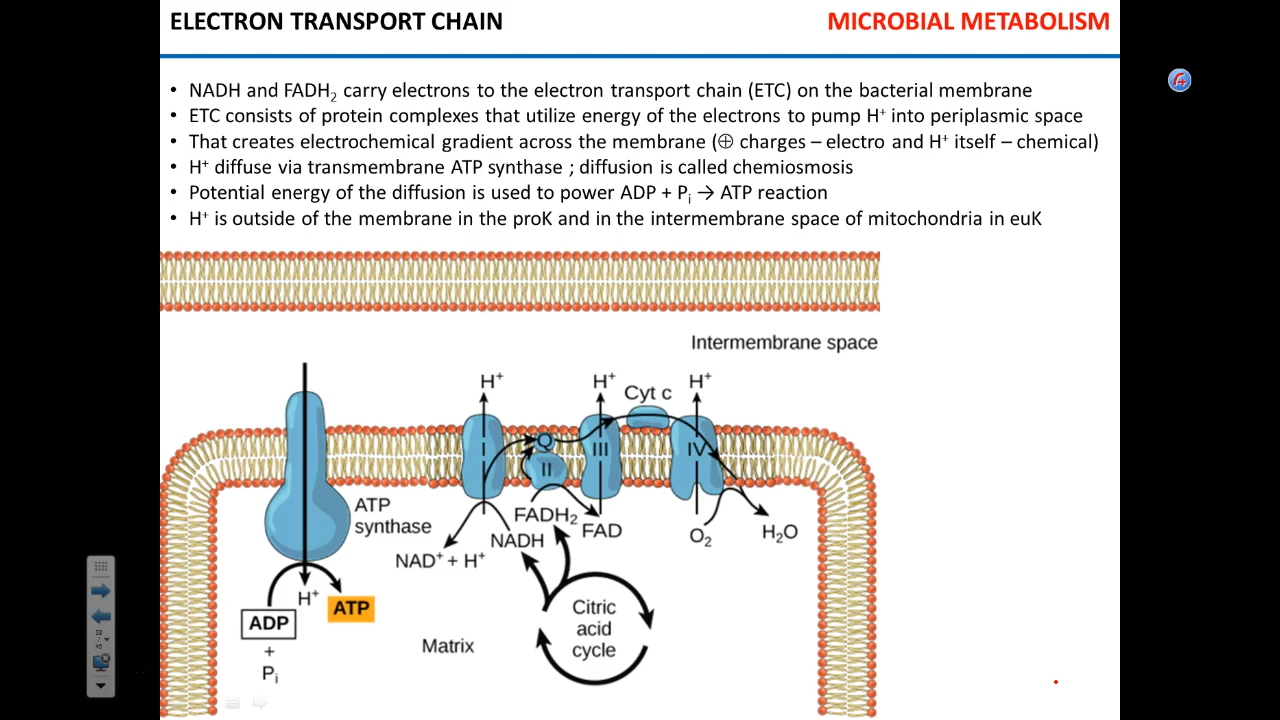 ELECTRON TRANSPORT CHAIN
MICROBIAL METABOLISM
• NADH and FADH₂ carry electrons to the electron transport chain (ETC) on the bacterial membrane
• ETC consists of protein complexes that utilize energy of the electrons to pump H⁺ into periplasmic space
• That creates electrochemical gradient across the membrane (⊕ charges – electro and H⁺ itself – chemical)
• H⁺ diffuse via transmembrane ATP synthase ; diffusion is called chemiosmosis
• Potential energy of the diffusion is used to power ADP + Pᵢ → ATP reaction
• H⁺ is outside of the membrane in the proK and in the intermembrane space of mitochondria in euK
Intermembrane space
H⁺
H⁺
Cyt c
H⁺
I
Q
II
III
IV
ATP
synthase
FADH₂
FAD
NADH
NAD⁺ + H⁺
O₂
H₂O
H⁺
ATP
ADP
+
Pᵢ
Citric
acid
cycle
Matrix